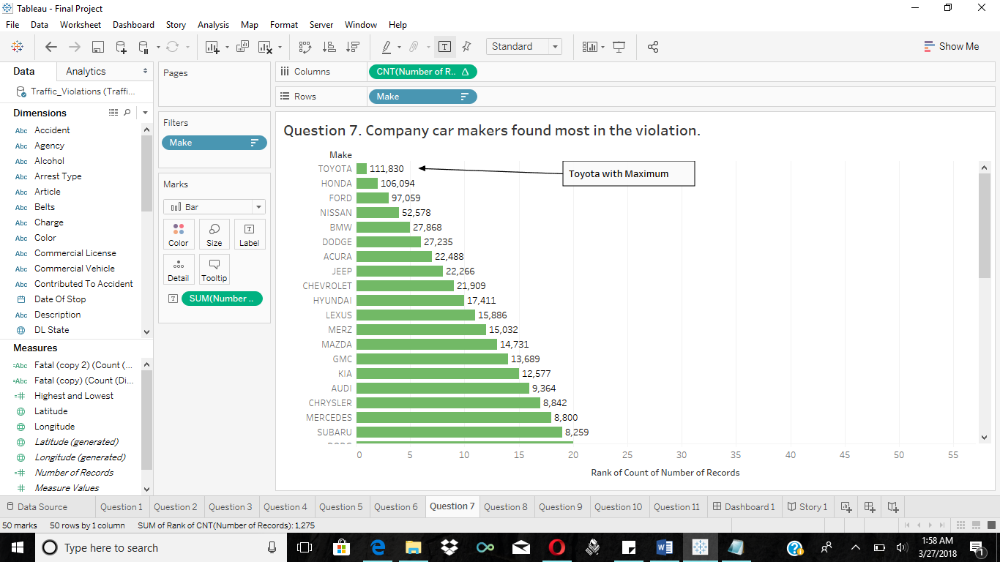 Tableau - Final Project
File Data Worksheet Dashboard Story Analysis Map Format Server Window Help
Standard
Show Me
Data Analytics
Traffic_Violations (Traffi...
Dimensions
Abc Accident
Abc Agency
Abc Alcohol
Abc Arrest Type
Abc Article
Abc Belts
Abc Charge
Abc Color
Abc Commercial License
Abc Commercial Vehicle
Abc Contributed To Accident
Date Of Stop
Abc Description
DL State
Measures
=Abc Fatal (copy 2) (Count (...
=Abc Fatal (copy) (Count (Di...
=# Highest and Lowest
Latitude
Longitude
Latitude (generated)
Longitude (generated)
=# Number of Records
# Measure Values
Pages
Filters
Make
Marks
Bar
Color Size Label
Detail Tooltip
SUM(Number ..
Columns CNT(Number of R.. Δ
Rows Make
Question 7. Company car makers found most in the violation.
Make
TOYOTA 111,830
Toyota with Maximum
HONDA 106,094
FORD 97,059
NISSAN 52,578
BMW 27,868
DODGE 27,235
ACURA 22,488
JEEP 22,266
CHEVROLET 21,909
HYUNDAI 17,411
LEXUS 15,886
MERZ 15,032
MAZDA 14,731
GMC 13,689
KIA 12,577
AUDI 9,364
CHRYSLER 8,842
MERCEDES 8,800
SUBARU 8,259
0 5 10 15 20 25 30 35 40 45 50 55
Rank of Count of Number of Records
Data Source Question 1 Question 2 Question 3 Question 4 Question 5 Question 6 Question 7 Question 8 Question 9 Question 10 Question 11 Dashboard 1 Story 1
50 marks 50 rows by 1 column SUM of Rank of CNT(Number of Records): 1,275
Type here to search
1:58 AM
3/27/2018
1